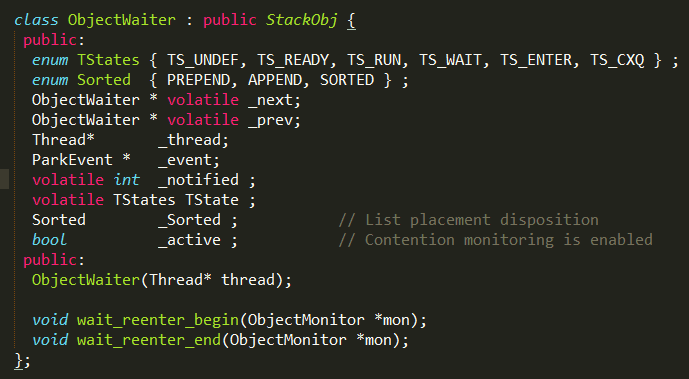 class ObjectWaiter : public StackObj {
 public:
  enum TStates { TS_UNDEF, TS_READY, TS_RUN, TS_WAIT, TS_ENTER, TS_CXQ } ;
  enum Sorted  { PREPEND, APPEND, SORTED } ;
  ObjectWaiter * volatile _next;
  ObjectWaiter * volatile _prev;
  Thread*       _thread;
  ParkEvent *   _event;
  volatile int  _notified ;
  volatile TStates TState ;
  Sorted        _Sorted ;           // List placement disposition
  bool          _active ;           // Contention monitoring is enabled
 public:
  ObjectWaiter(Thread* thread);
  void wait_reenter_begin(ObjectMonitor *mon);
  void wait_reenter_end(ObjectMonitor *mon);
};